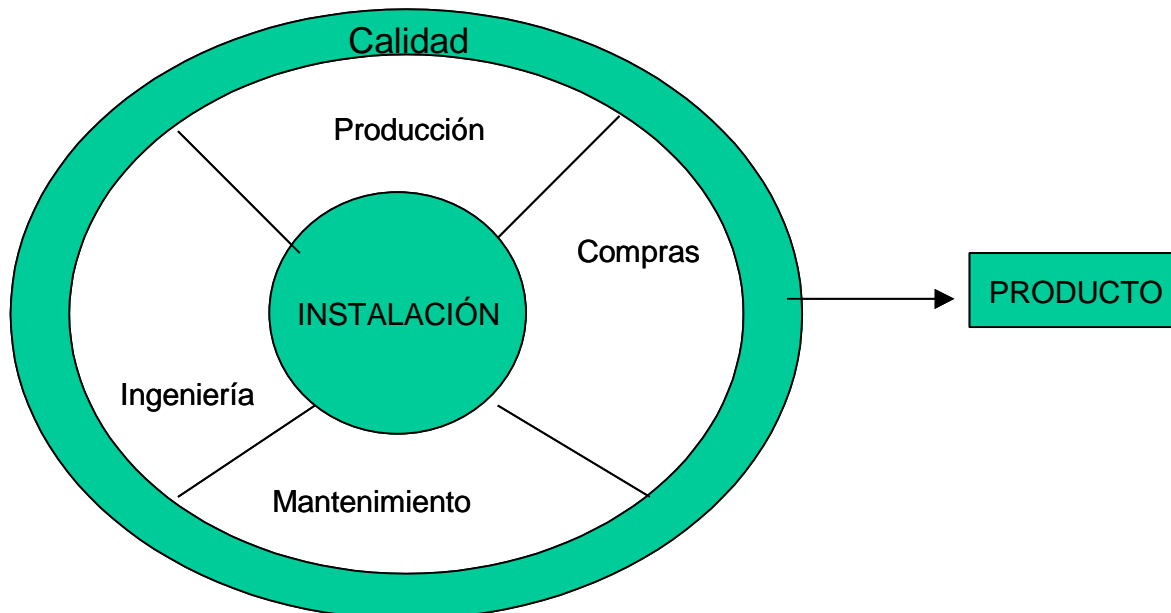 Calidad
Producción
Compras
INSTALACIÓN
PRODUCTO
Ingeniería
Mantenimiento